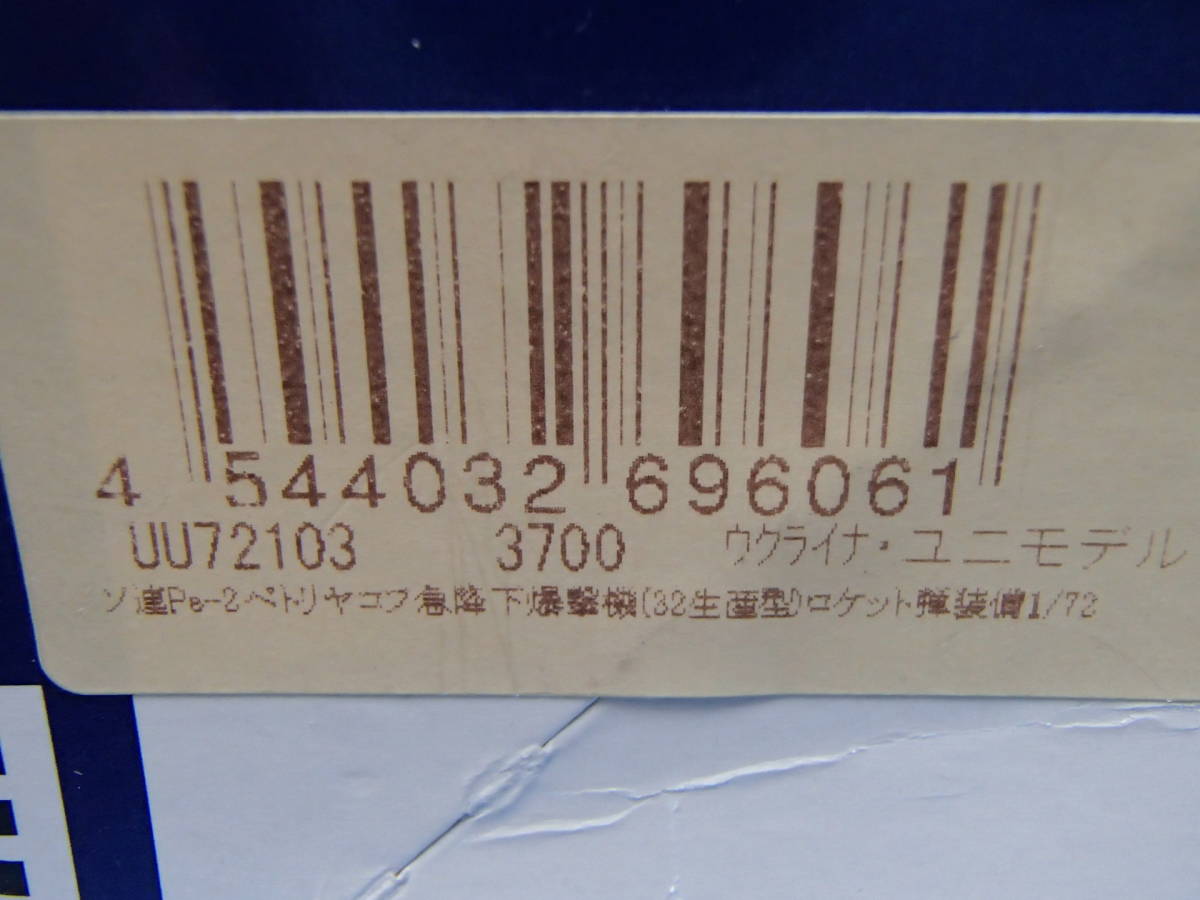 4 544032 696061
UU72103 3700 ウクライナ・ユニモデル
ソ連Pe-2ペトリヤコフ急降下爆撃機(32生産型)ロケット弾装備1/72